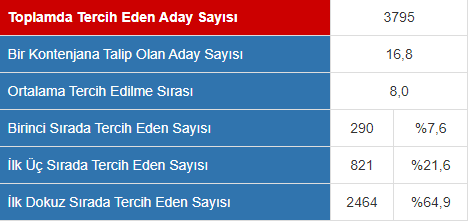 Toplamda Tercih Eden Aday Sayısı 3795
Bir Kontenjana Talip Olan Aday Sayısı 16,8
Ortalama Tercih Edilme Sırası 8,0
Birinci Sırada Tercih Eden Sayısı 290 %7,6
İlk Üç Sırada Tercih Eden Sayısı 821 %21,6
İlk Dokuz Sırada Tercih Eden Sayısı 2464 %64,9